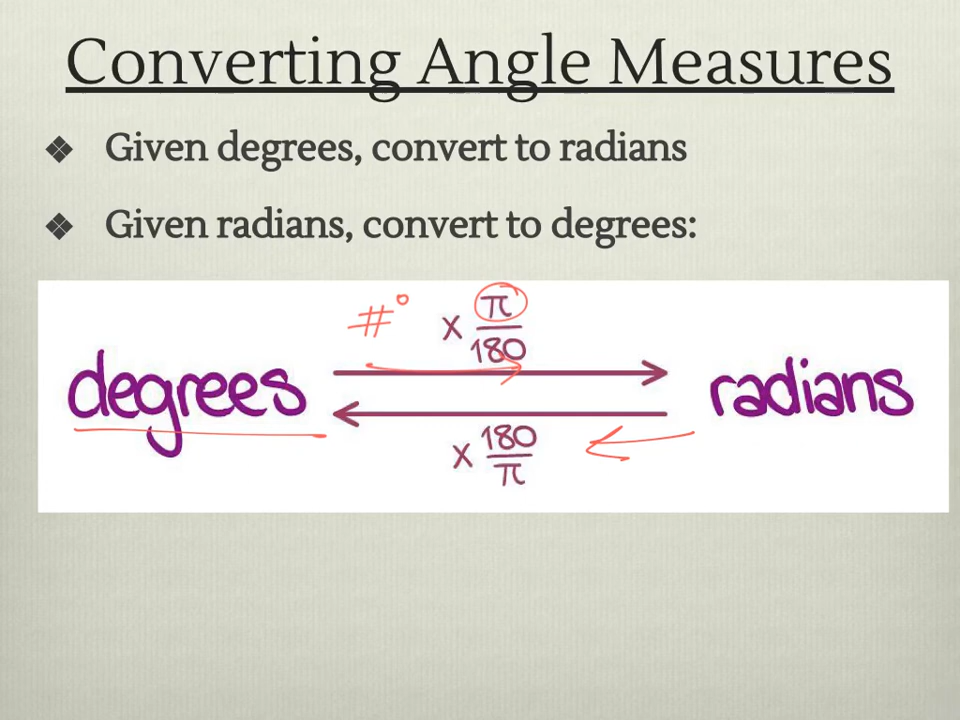 Converting Angle Measures
❖ Given degrees, convert to radians
❖ Given radians, convert to degrees:
#° x π/180
degrees radians
x 180/π